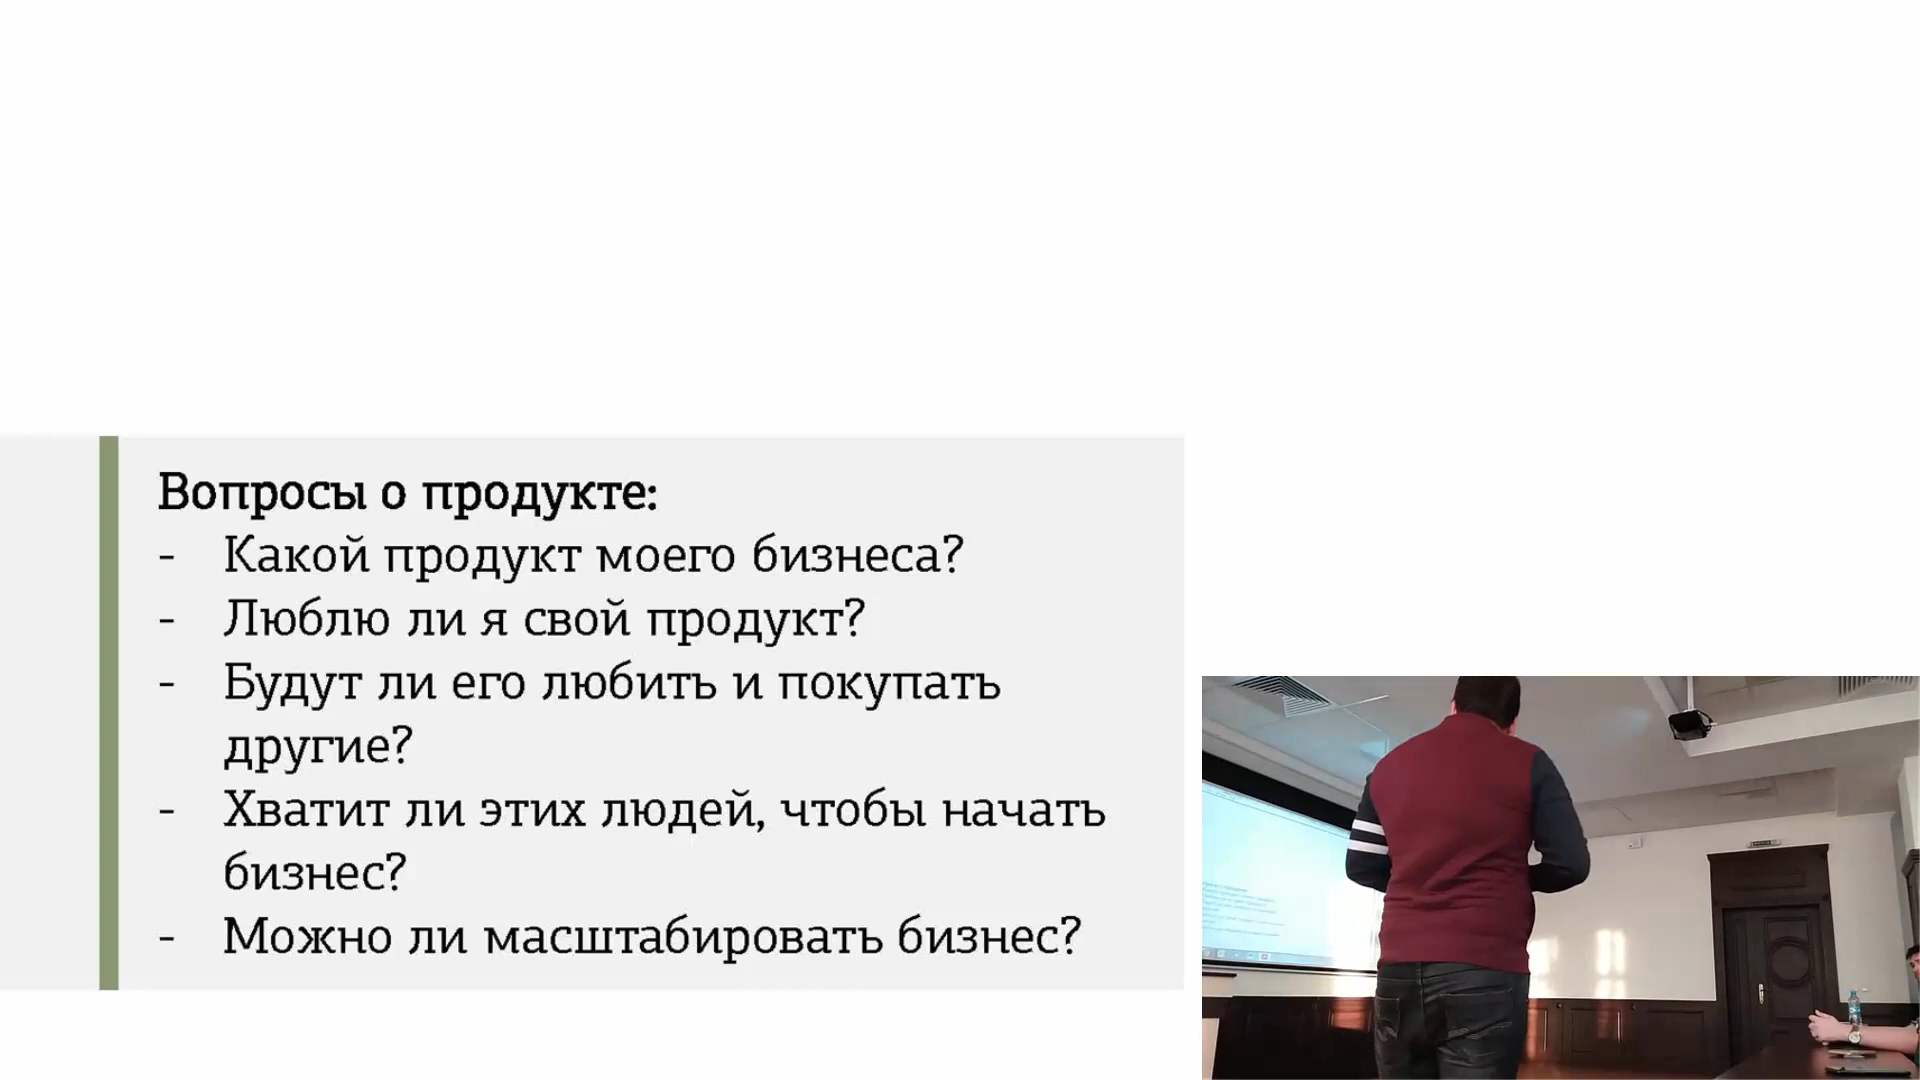 Вопросы о продукте:
- Какой продукт моего бизнеса?
- Люблю ли я свой продукт?
- Будут ли его любить и покупать
другие?
- Хватит ли этих людей, чтобы начать
бизнес?
- Можно ли масштабировать бизнес?